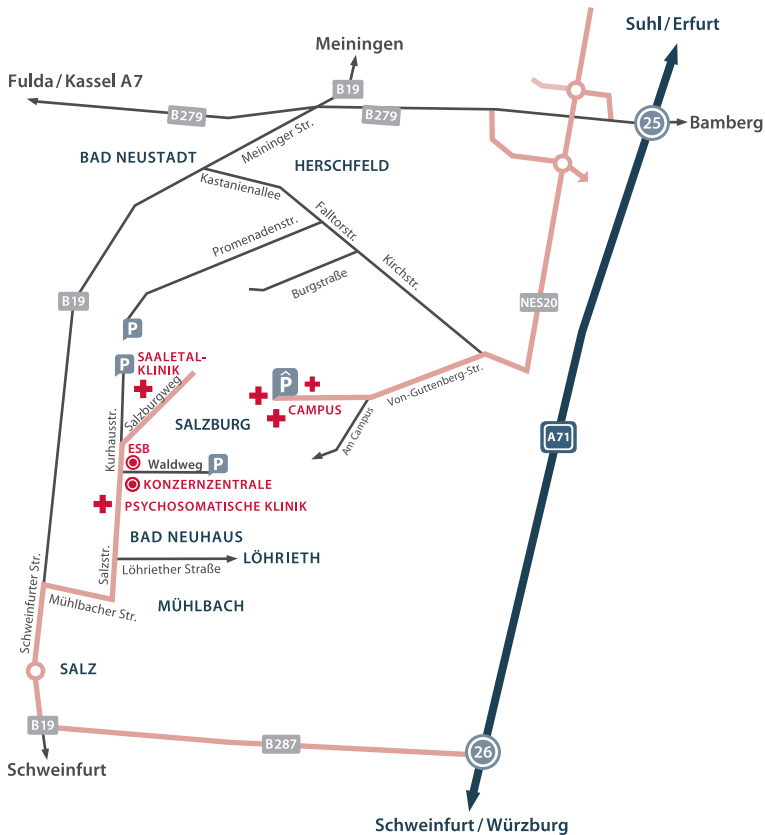 Suhl/Erfurt
Meiningen
Fulda/Kassel A7
B19
B279
B279
25
Bamberg
Meininger Str.
BAD NEUSTADT
HERSCHFELD
Kastanienallee
Falltorstr.
Promenadenstr.
Kirchstr.
Burgstraße
B19
NES20
P
P
SAALETAL-
KLINIK
Salzburgweg
P
CAMPUS
Von-Guttenberg-Str.
Am Campus
SALZBURG
Kurhausstr.
A71
ESB
Waldweg
P
KONZERNZENTRALE
PSYCHOSOMATISCHE KLINIK
BAD NEUHAUS
Salzstr.
LÖHRIETH
Löhriether Straße
Schweinfurter Str.
Mühlbacher Str.
MÜHLBACH
SALZ
B19
B287
26
Schweinfurt
Schweinfurt/Würzburg